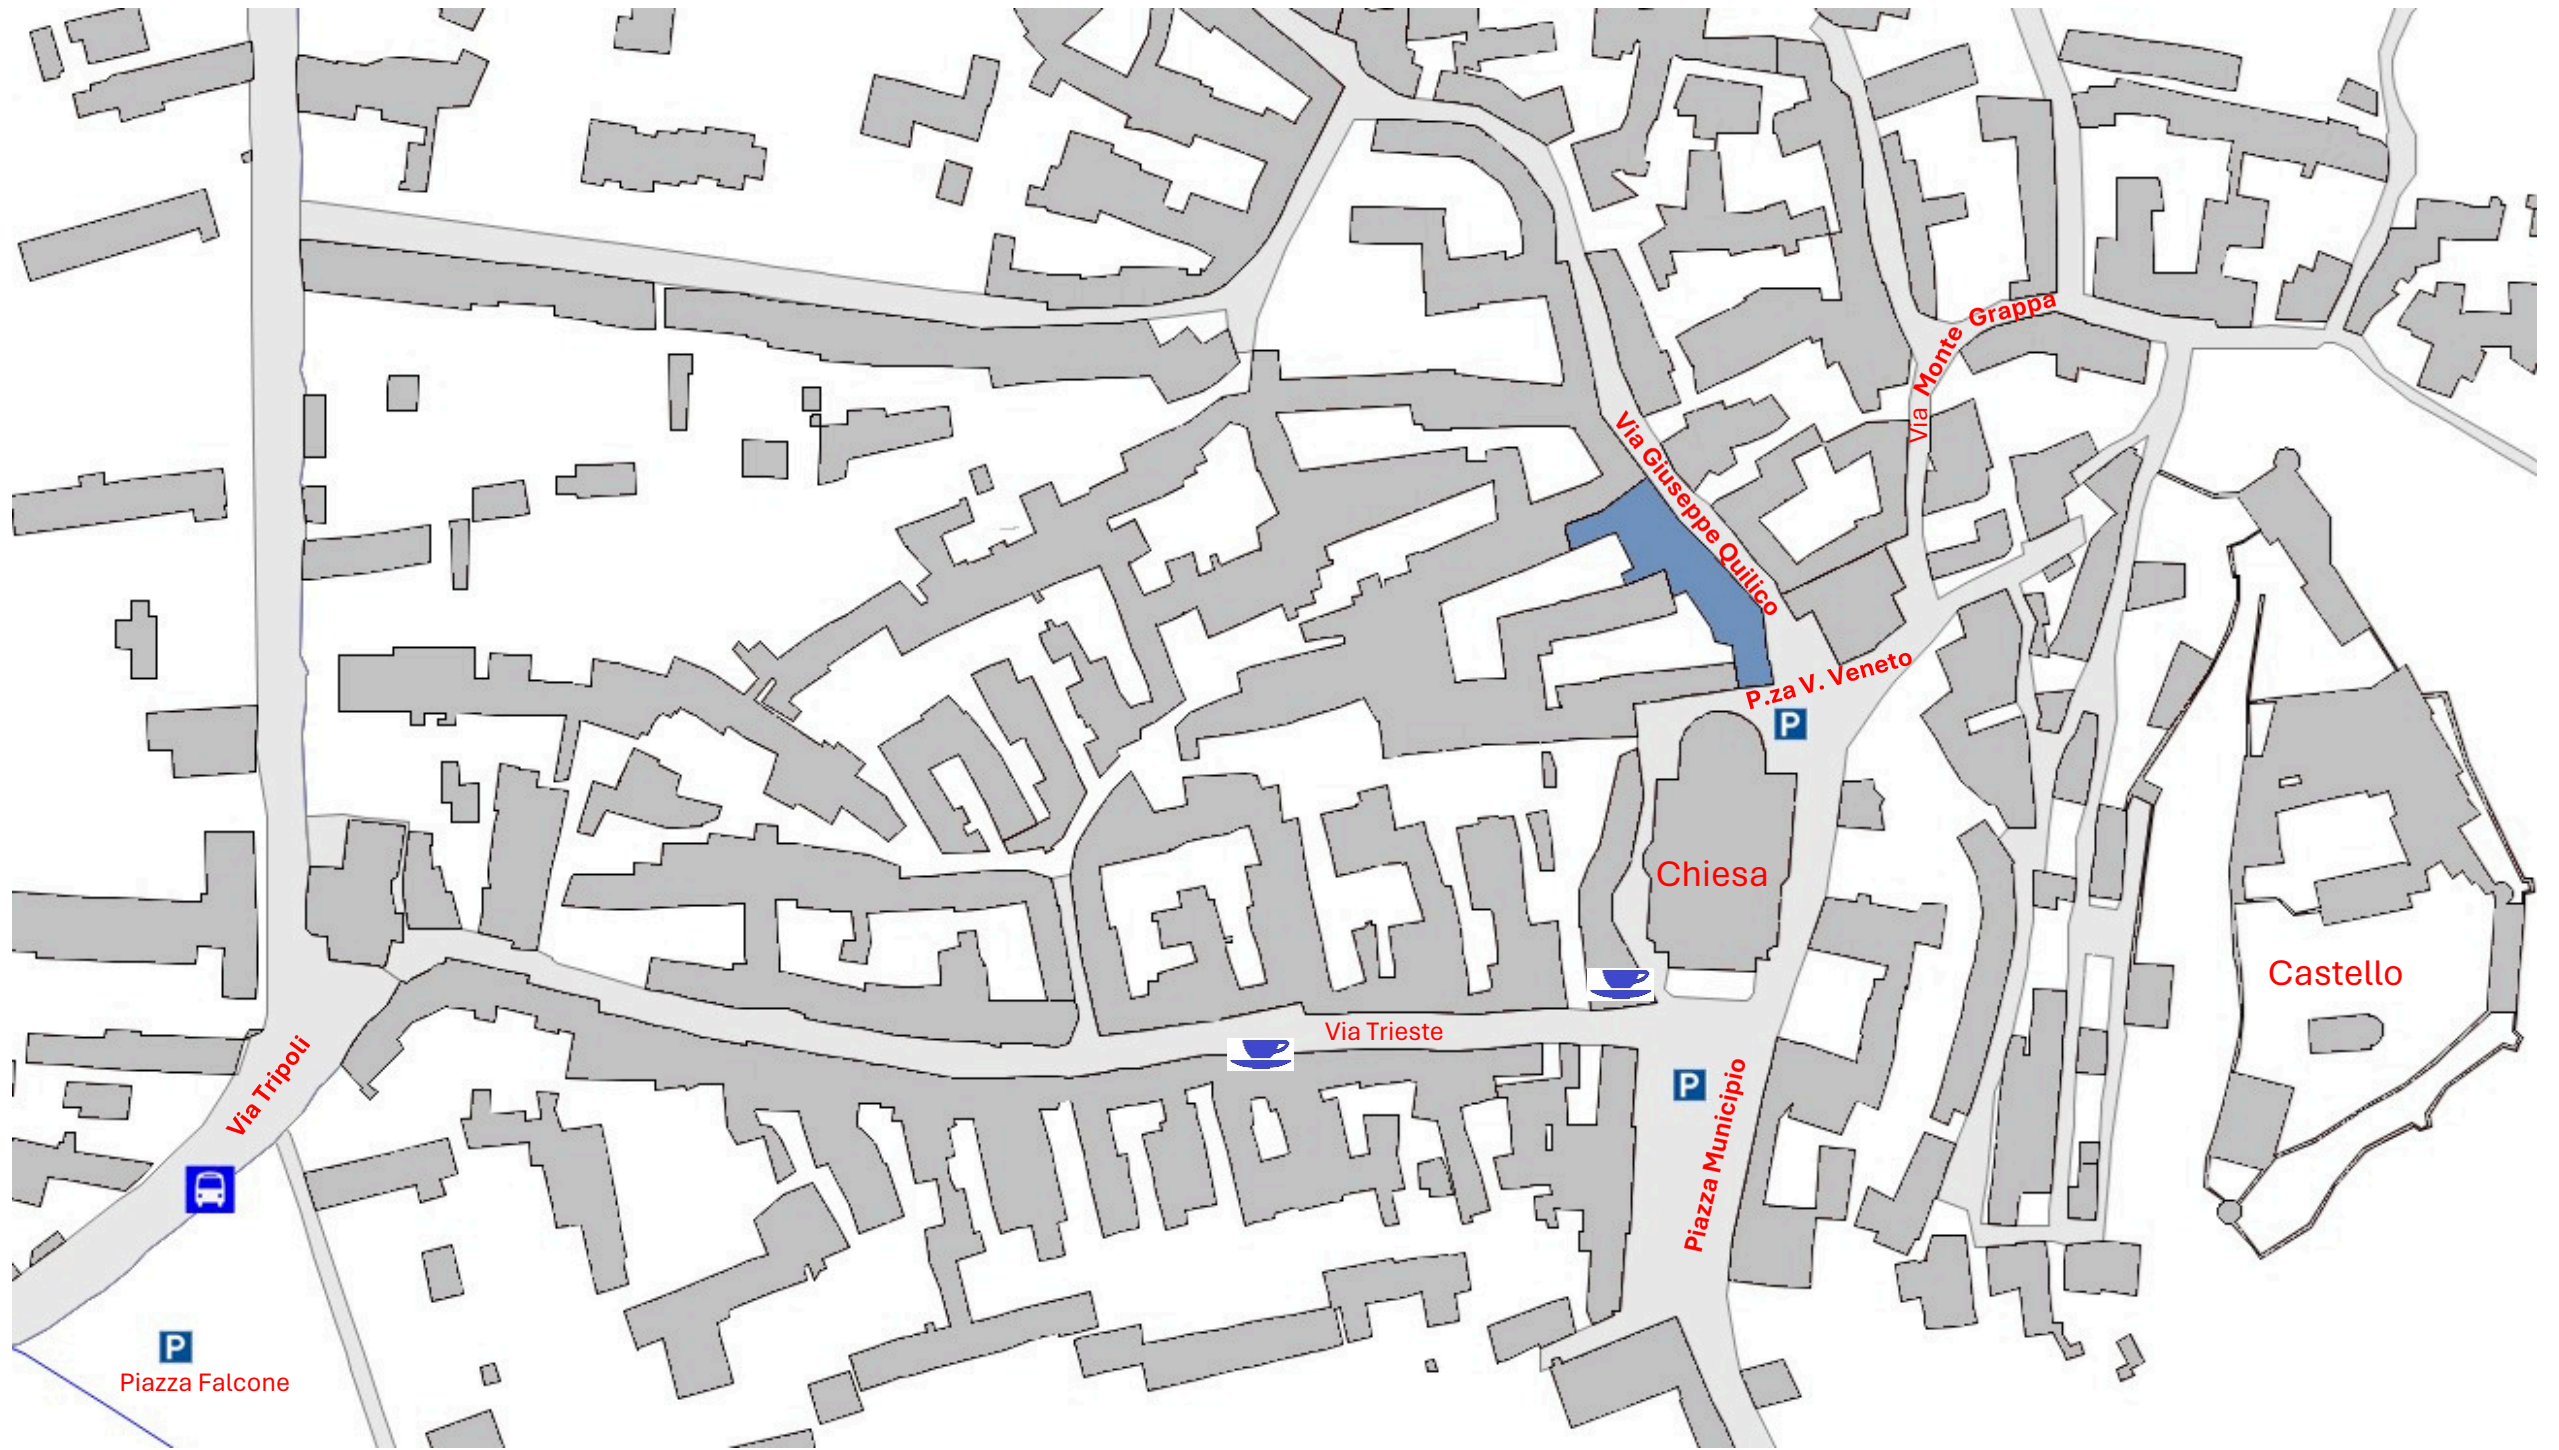 Via Monte Grappa
Via Giuseppe Quilico
P.za V. Veneto
P
Chiesa
Castello
Via Trieste
Via Tripoli
P
Piazza Municipio
P
Piazza Falcone